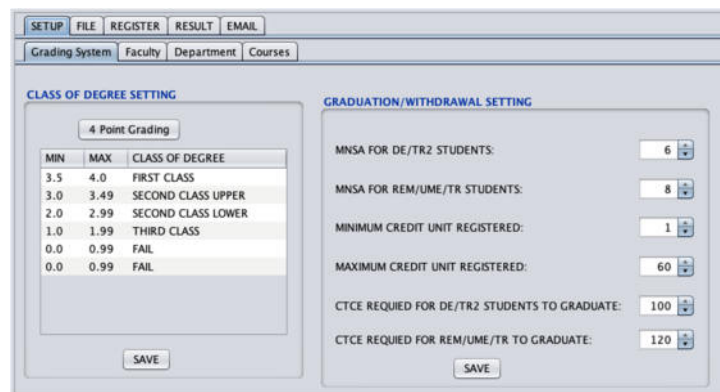 SETUP FILE REGISTER RESULT EMAIL
Grading System Faculty Department Courses
CLASS OF DEGREE SETTING
4 Point Grading
MIN MAX CLASS OF DEGREE
3.5 4.0 FIRST CLASS
3.0 3.49 SECOND CLASS UPPER
2.0 2.99 SECOND CLASS LOWER
1.0 1.99 THIRD CLASS
0.0 0.99 FAIL
0.0 0.99 FAIL
SAVE
GRADUATION/WITHDRAWAL SETTING
MNSA FOR DE/TR2 STUDENTS: 6
MNSA FOR REM/UME/TR STUDENTS: 8
MINIMUM CREDIT UNIT REGISTERED: 1
MAXIMUM CREDIT UNIT REGISTERED: 60
CTCE REQUIED FOR DE/TR2 STUDENTS TO GRADUATE: 100
CTCE REQUIED FOR REM/UME/TR TO GRADUATE: 120
SAVE